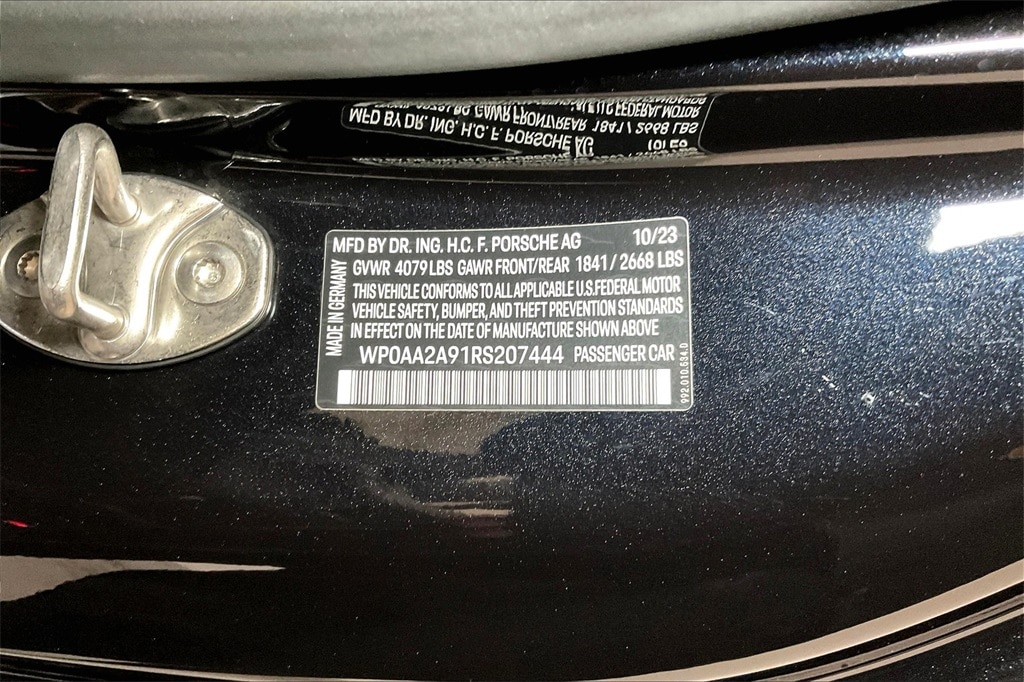 MFD BY DR. ING. H.C. F. PORSCHE AG 10/23
GVWR 4079 LBS GAWR FRONT/REAR 1841 / 2668 LBS
THIS VEHICLE CONFORMS TO ALL APPLICABLE U.S. FEDERAL MOTOR
VEHICLE SAFETY, BUMPER, AND THEFT PREVENTION STANDARDS
IN EFFECT ON THE DATE OF MANUFACTURE SHOWN ABOVE
WP0AA2A91RS207444 PASSENGER CAR
MADE IN GERMANY
992.010.634.D